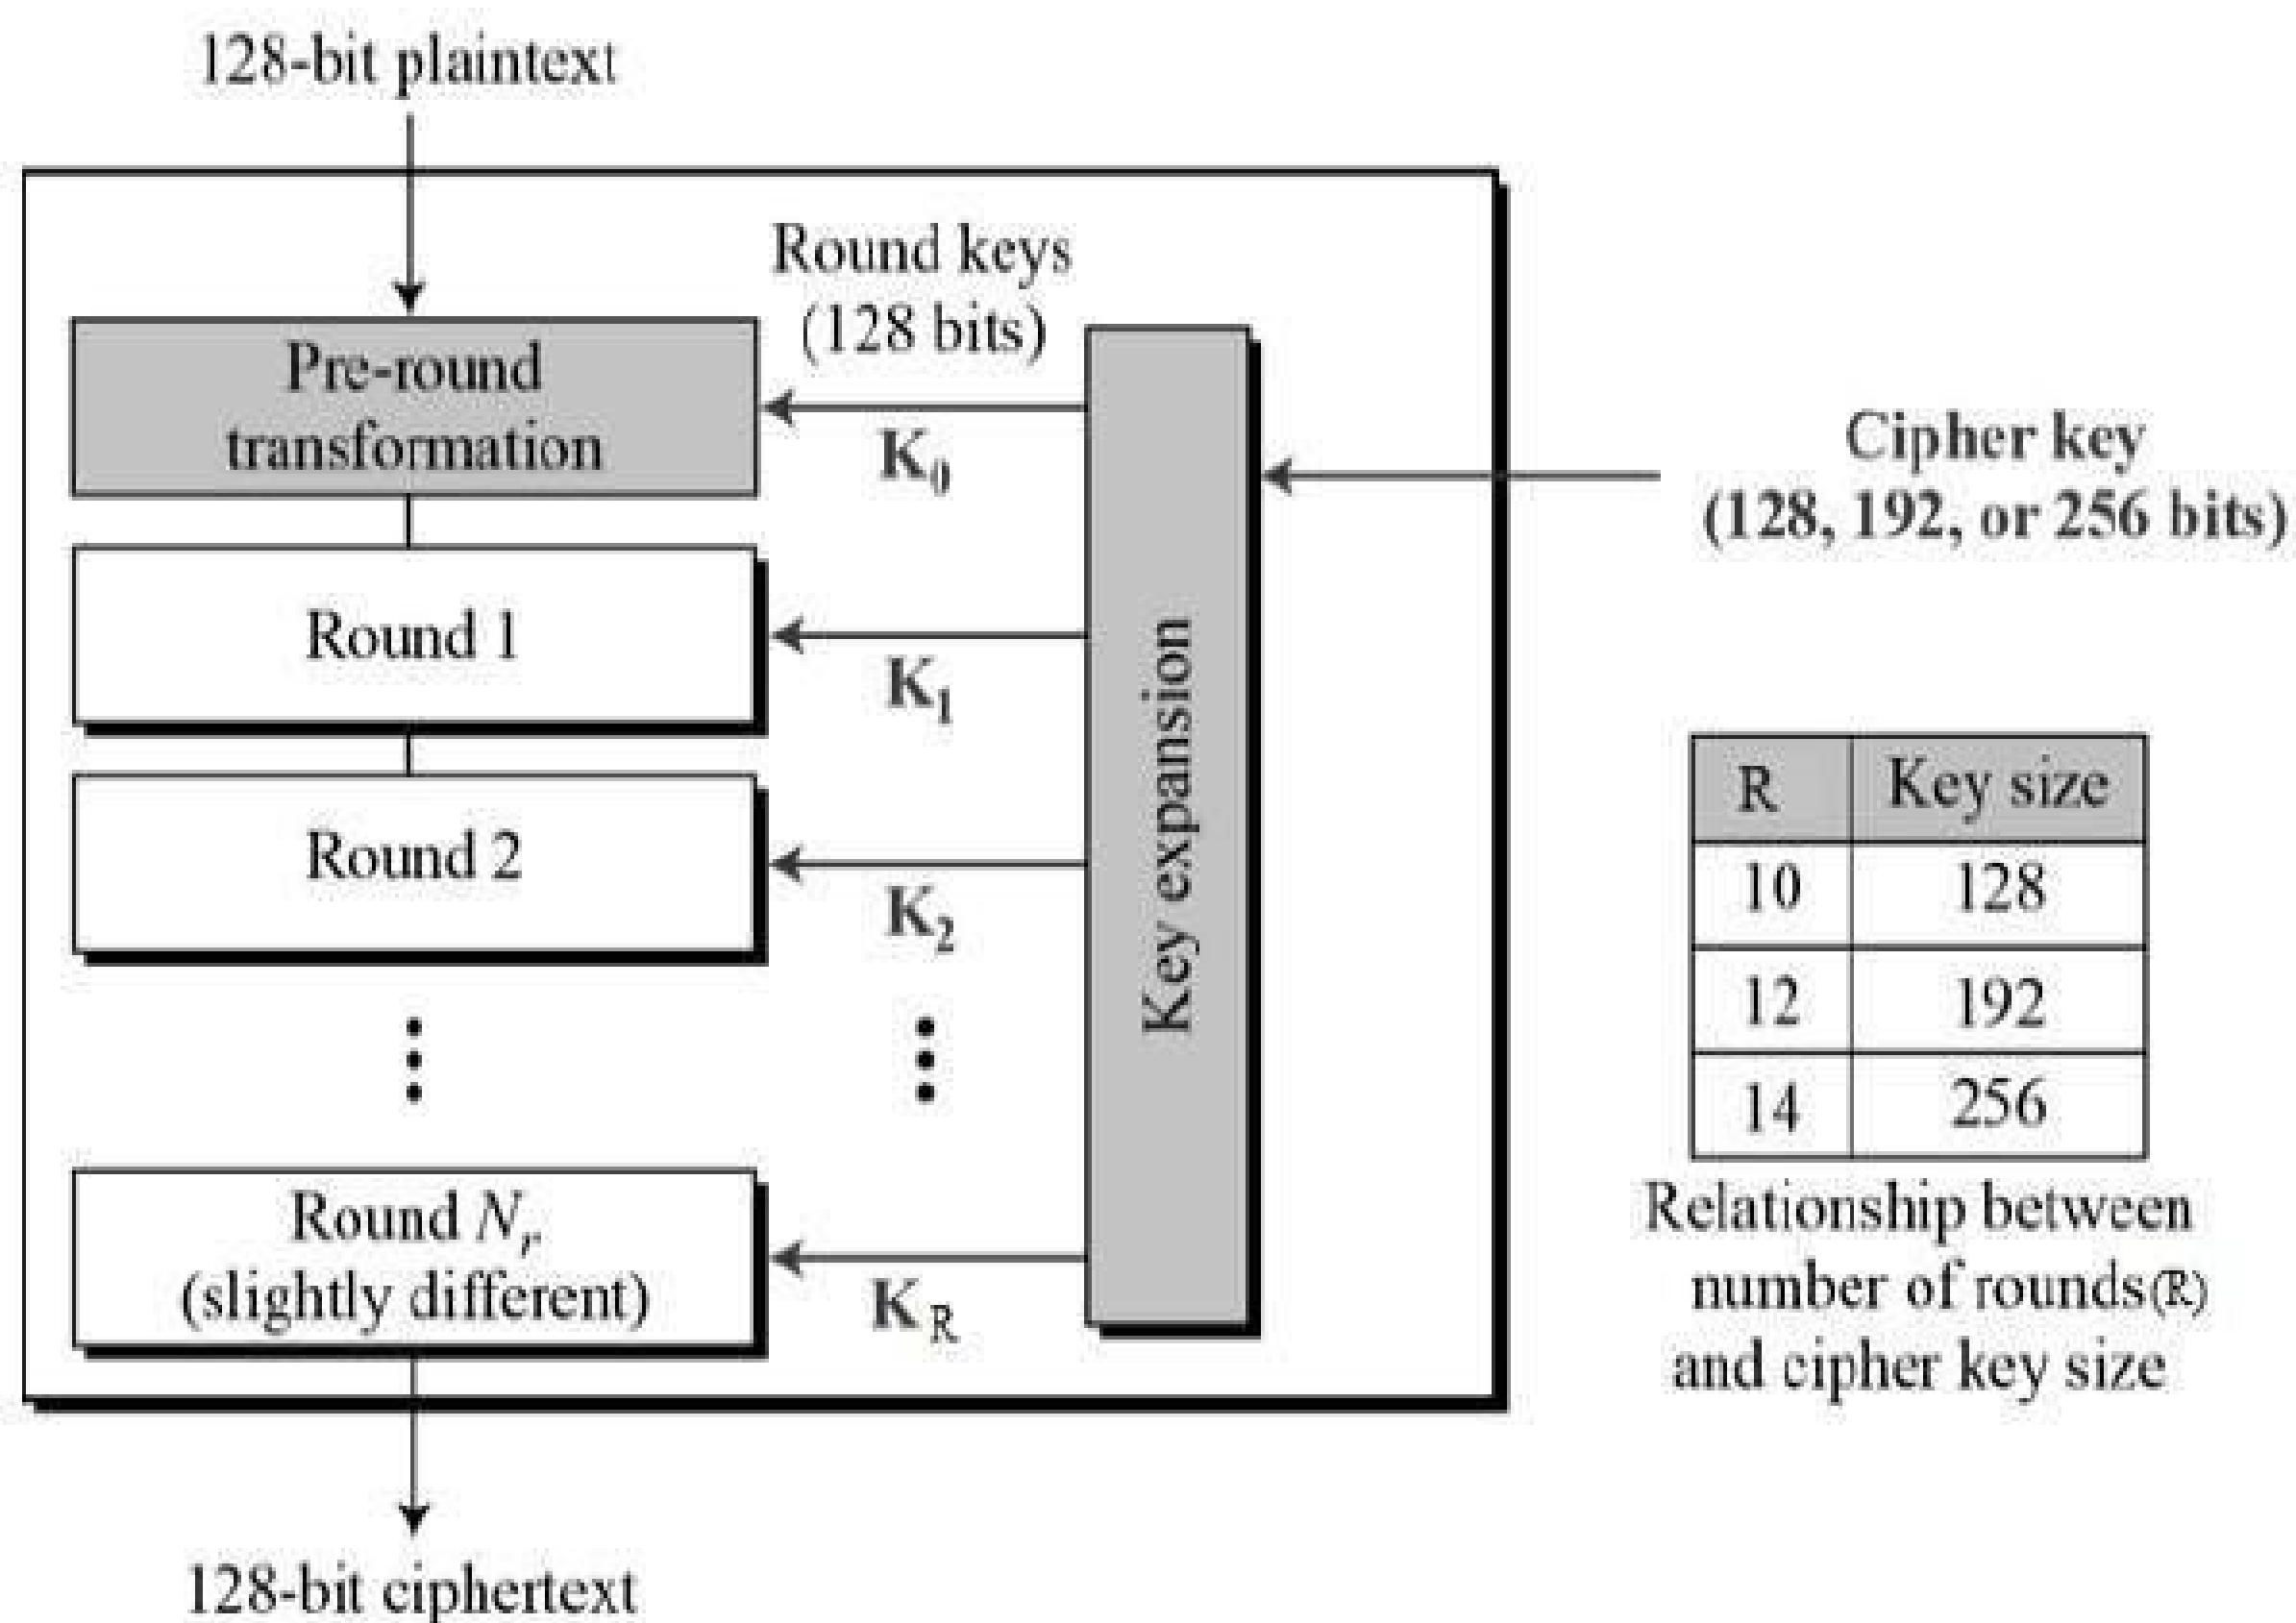 128-bit plaintext
Round keys
(128 bits)
Pre-round
transformation
K₀
Cipher key
(128, 192, or 256 bits)
Round 1
K₁
Key expansion
Round 2
K₂
R Key size
10 128
12 192
14 256
Relationship between
number of rounds(R)
and cipher key size
Round Nᵣ
(slightly different)
K R
128-bit ciphertext